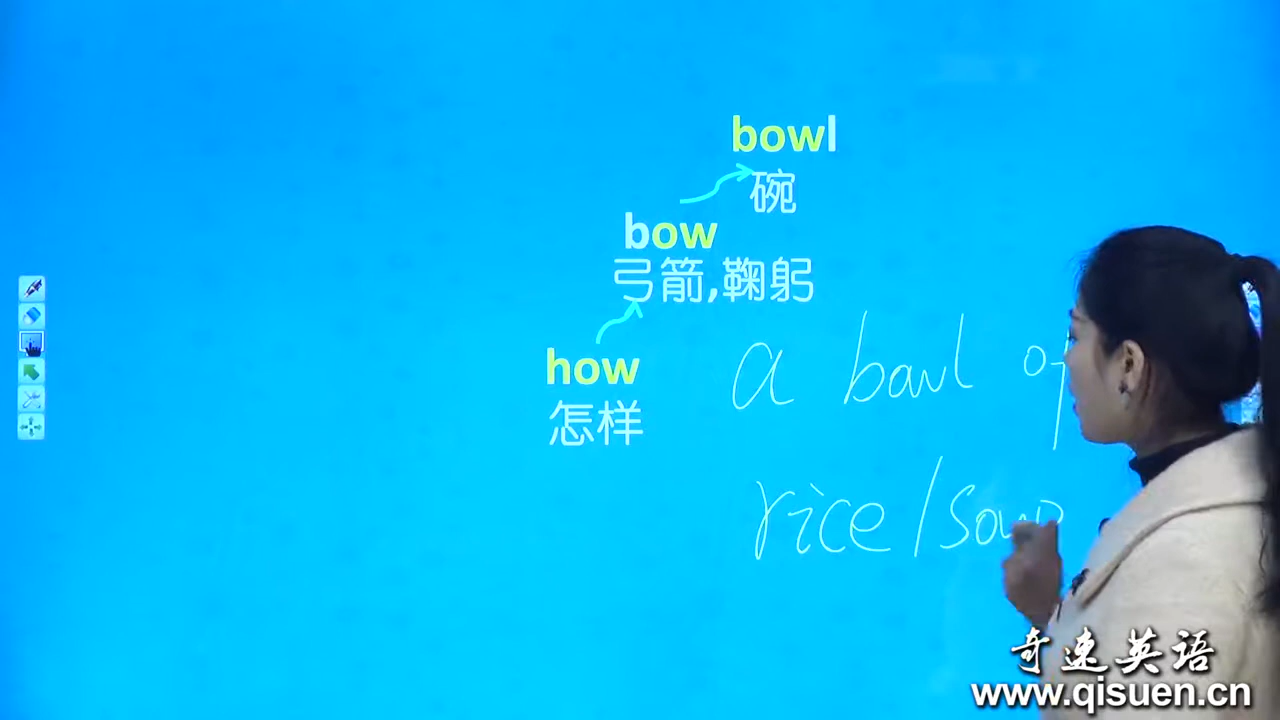 bowl
碗
bow
弓箭,鞠躬
how
怎样
a bowl of
rice/soup
奇速英语
www.qisuen.cn